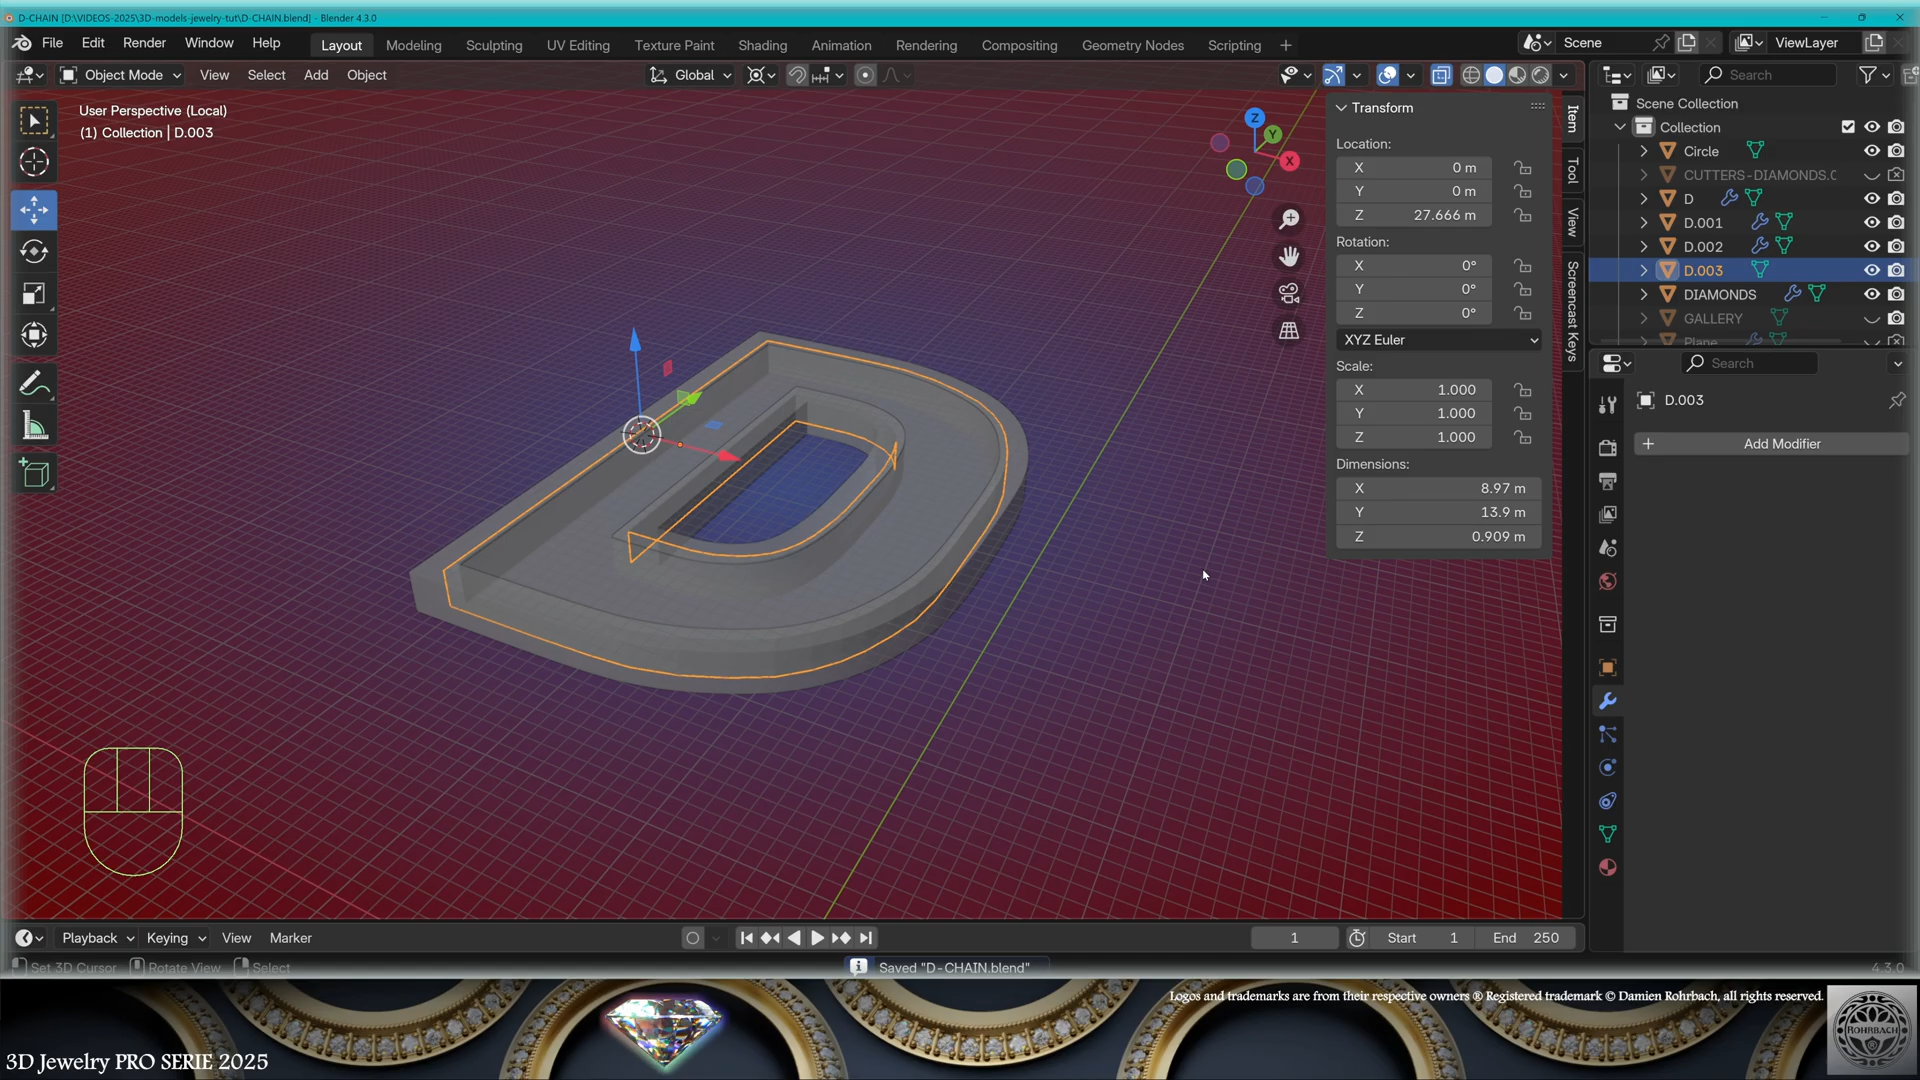 D-CHAIN [D:\VIDEOS-2025\3D-models-jewelry-tut\D-CHAIN.blend] - Blender 4.3.0
File Edit Render Window Help
Layout Modeling Sculpting UV Editing Texture Paint Shading Animation Rendering Compositing Geometry Nodes Scripting +
Scene
ViewLayer
Object Mode View Select Add Object
Global
Search
User Perspective (Local)
(1) Collection | D.003
Z
Y
X
Transform
Location:
X 0 m
Y 0 m
Z 27.666 m
Rotation:
X 0°
Y 0°
Z 0°
XYZ Euler
Scale:
X 1.000
Y 1.000
Z 1.000
Dimensions:
X 8.97 m
Y 13.9 m
Z 0.909 m
Item
Tool
View
Screencast Keys
Scene Collection
Collection
Circle
CUTTERS-DIAMONDS.C
D
D.001
D.002
D.003
DIAMONDS
GALLERY
Plane
Search
D.003
+ Add Modifier
Playback Keying View Marker
1
Start 1
End 250
Set 3D Cursor Rotate View Select
Saved "D-CHAIN.blend"
4.3.0
Logos and trademarks are from their respective owners ® Registered trademark © Damien Rohrbach, all rights reserved.
ROHRBACH
3D Jewelry PRO SERIE 2025